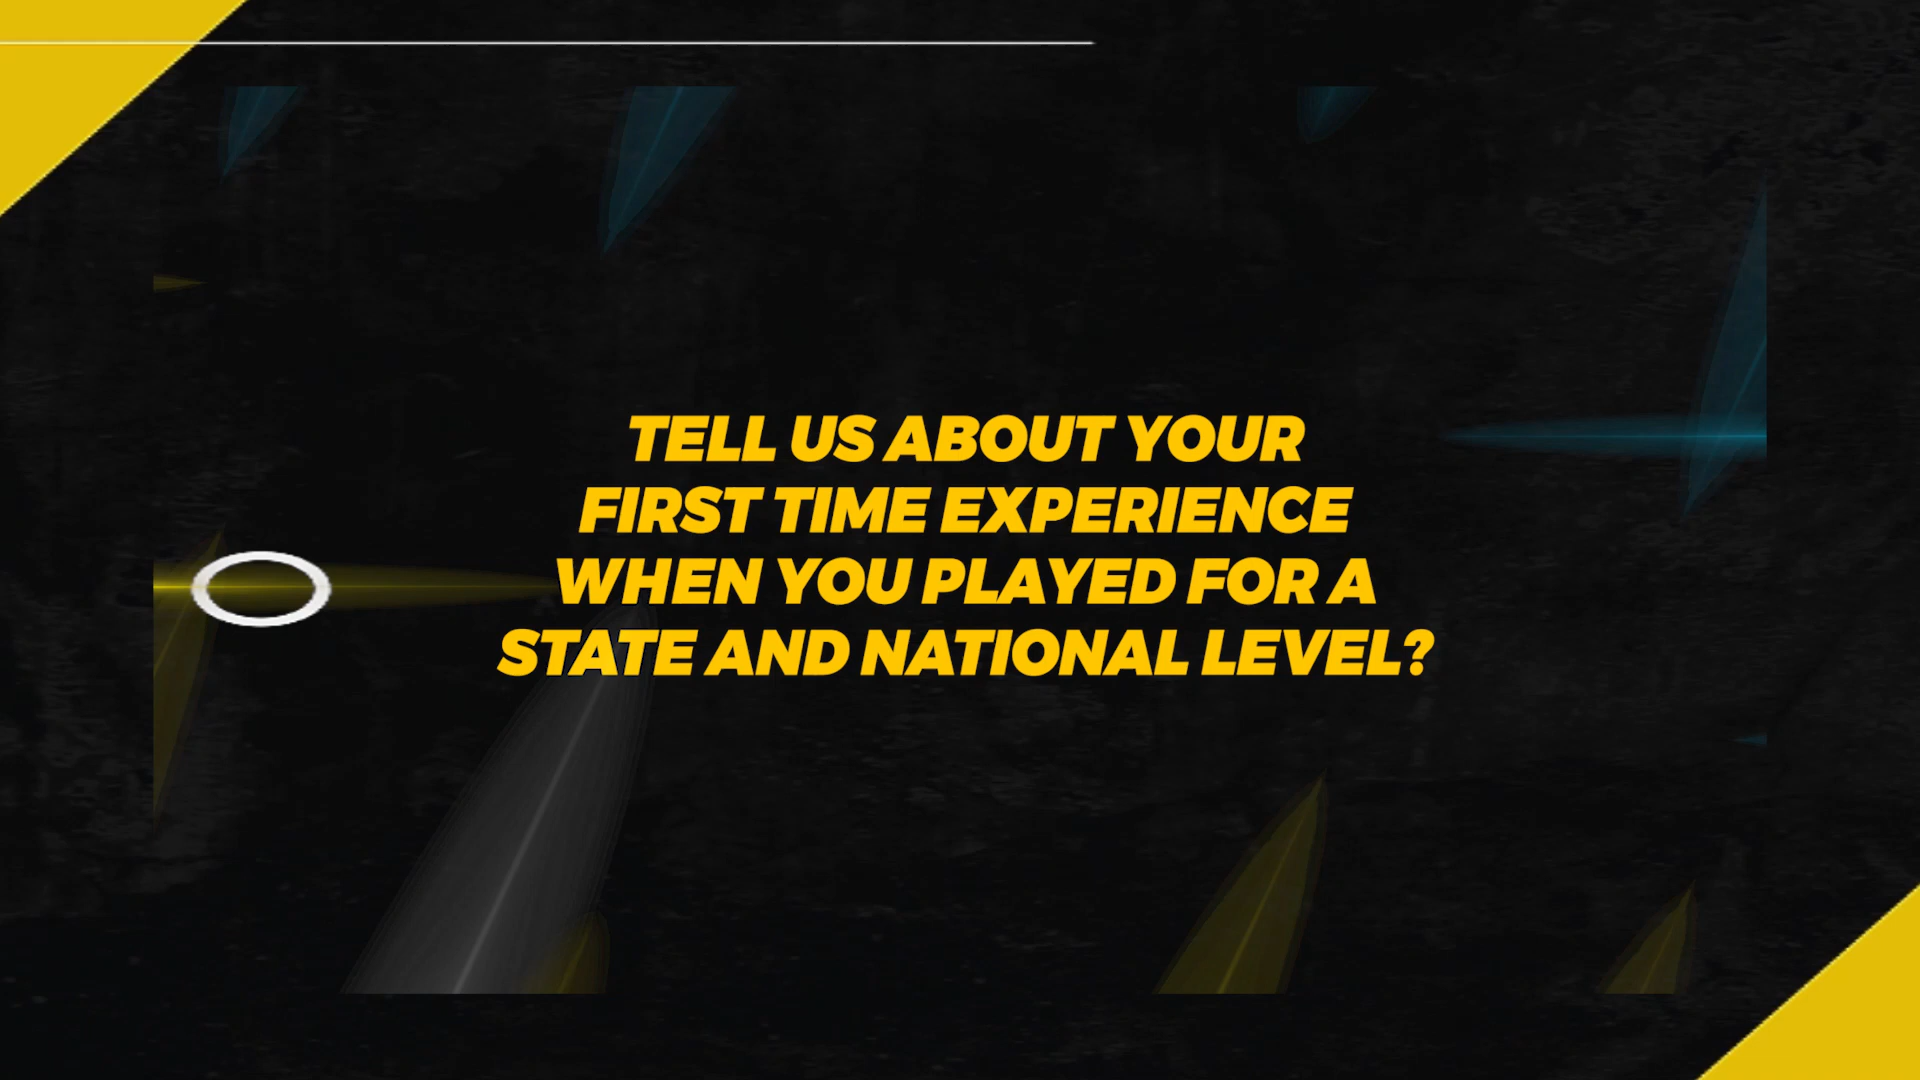 TELL US ABOUT YOUR
FIRST TIME EXPERIENCE
WHEN YOU PLAYED FOR A
STATE AND NATIONAL LEVEL?